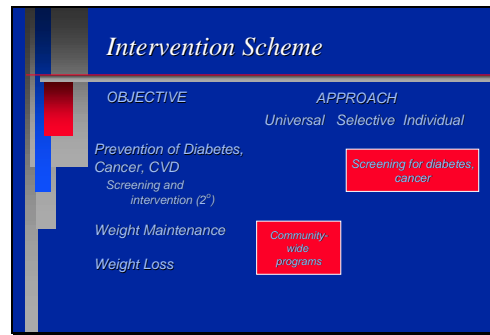 Intervention Scheme
OBJECTIVE APPROACH
Universal Selective Individual
Prevention of Diabetes,
Cancer, CVD
Screening and
intervention (2°)
Screening for diabetes,
cancer
Weight Maintenance
Weight Loss
Community-
wide
programs